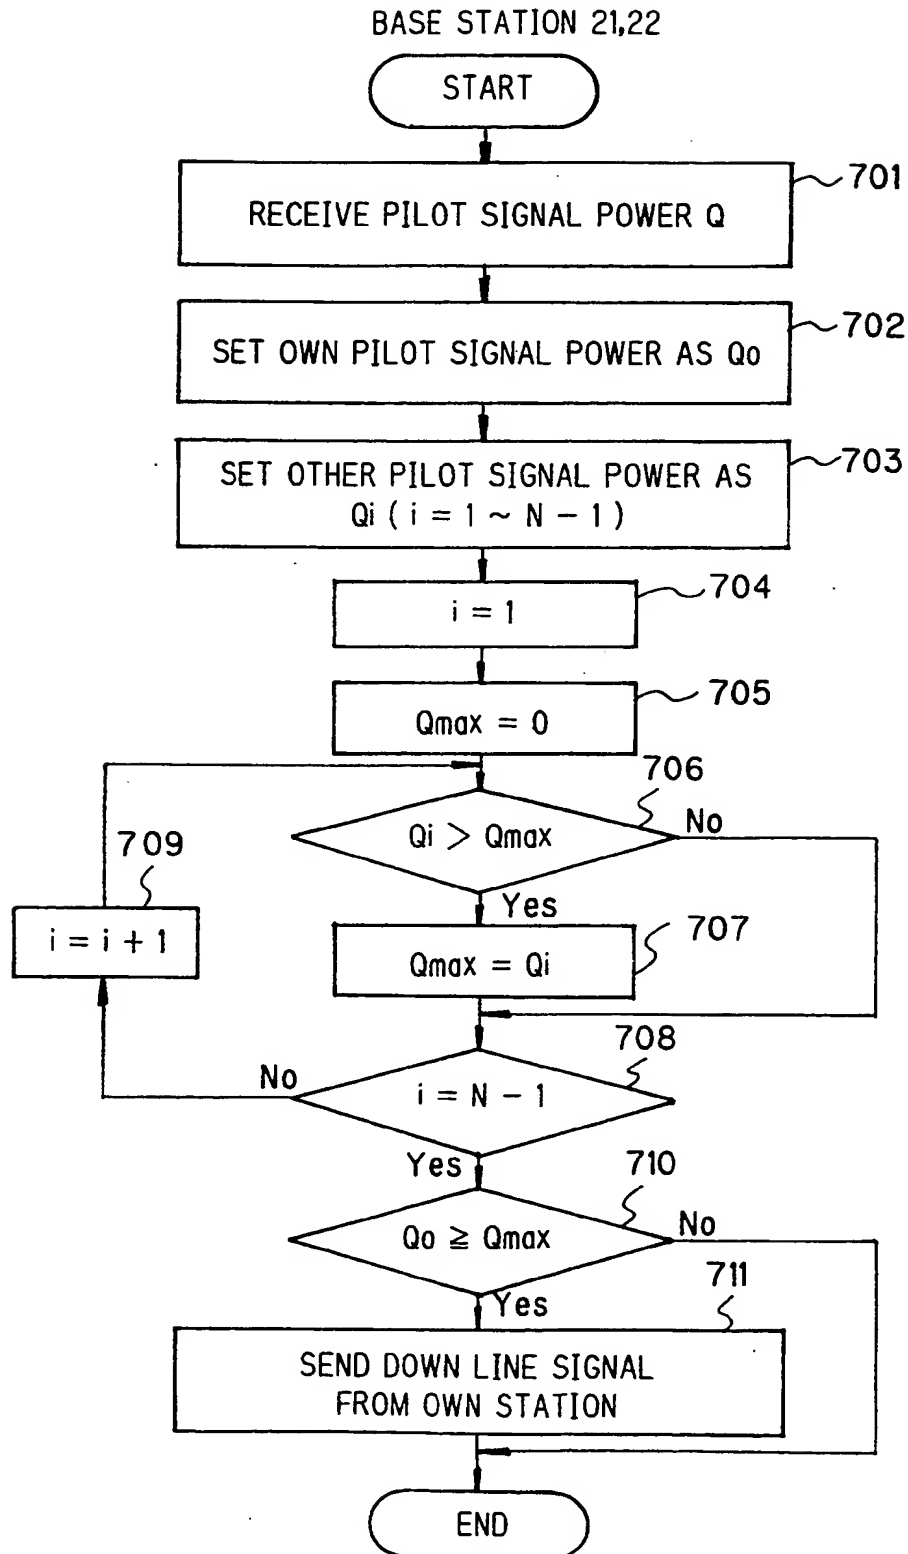 BASE STATION 21,22
START
701
RECEIVE PILOT SIGNAL POWER Q
702
SET OWN PILOT SIGNAL POWER AS Qo
703
SET OTHER PILOT SIGNAL POWER AS
Qi ( i = 1 ~ N - 1 )
704
i = 1
705
Qmax = 0
706
Qi > Qmax
No
709
Yes
i = i + 1
707
Qmax = Qi
708
No
i = N - 1
Yes
710
Qo ≧ Qmax
No
711
Yes
SEND DOWN LINE SIGNAL
FROM OWN STATION
END